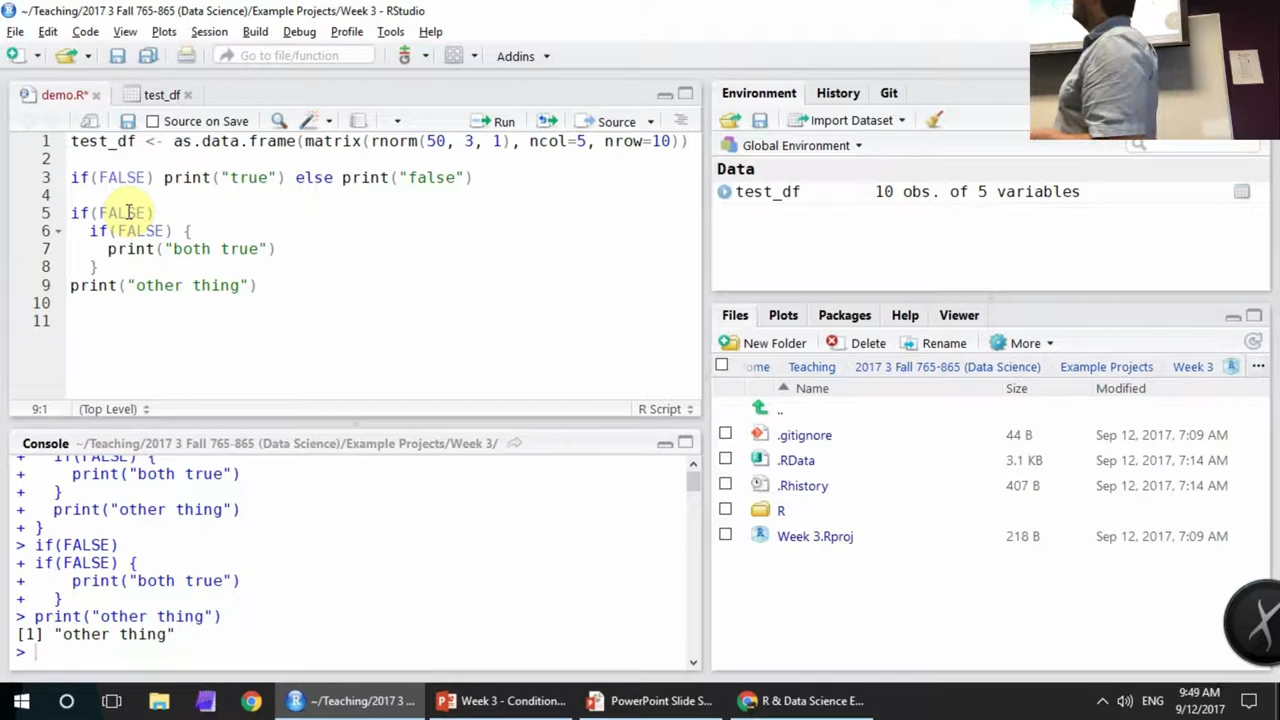 ~/Teaching/2017 3 Fall 765-865 (Data Science)/Example Projects/Week 3 - RStudio
File Edit Code View Plots Session Build Debug Profile Tools Help
Go to file/function
Addins
demo.R* test_df
Source on Save Run Source
1 test_df <- as.data.frame(matrix(rnorm(50, 3, 1), ncol=5, nrow=10))
2
3 if(FALSE) print("true") else print("false")
4
5 if(FALSE)
6 if(FALSE) {
7 print("both true")
8 }
9 print("other thing")
10
11
9:1 (Top Level) R Script
Console ~/Teaching/2017 3 Fall 765-865 (Data Science)/Example Projects/Week 3/
+ if(FALSE) {
+ print("both true")
+ }
+ print("other thing")
+ }
> if(FALSE)
+ if(FALSE) {
+ print("both true")
+ }
> print("other thing")
[1] "other thing"
>
Environment History Git
Import Dataset
Global Environment
Data
test_df 10 obs. of 5 variables
Files Plots Packages Help Viewer
New Folder Delete Rename More
ome Teaching 2017 3 Fall 765-865 (Data Science) Example Projects Week 3
Name Size Modified
..
.gitignore 44 B Sep 12, 2017, 7:09 AM
.RData 3.1 KB Sep 12, 2017, 7:14 AM
.Rhistory 407 B Sep 12, 2017, 7:14 AM
R
Week 3.Rproj 218 B Sep 12, 2017, 7:09 AM
~/Teaching/2017 3 ...
Week 3 - Condition...
PowerPoint Slide S...
R & Data Science E...
ENG
9:49 AM
9/12/2017